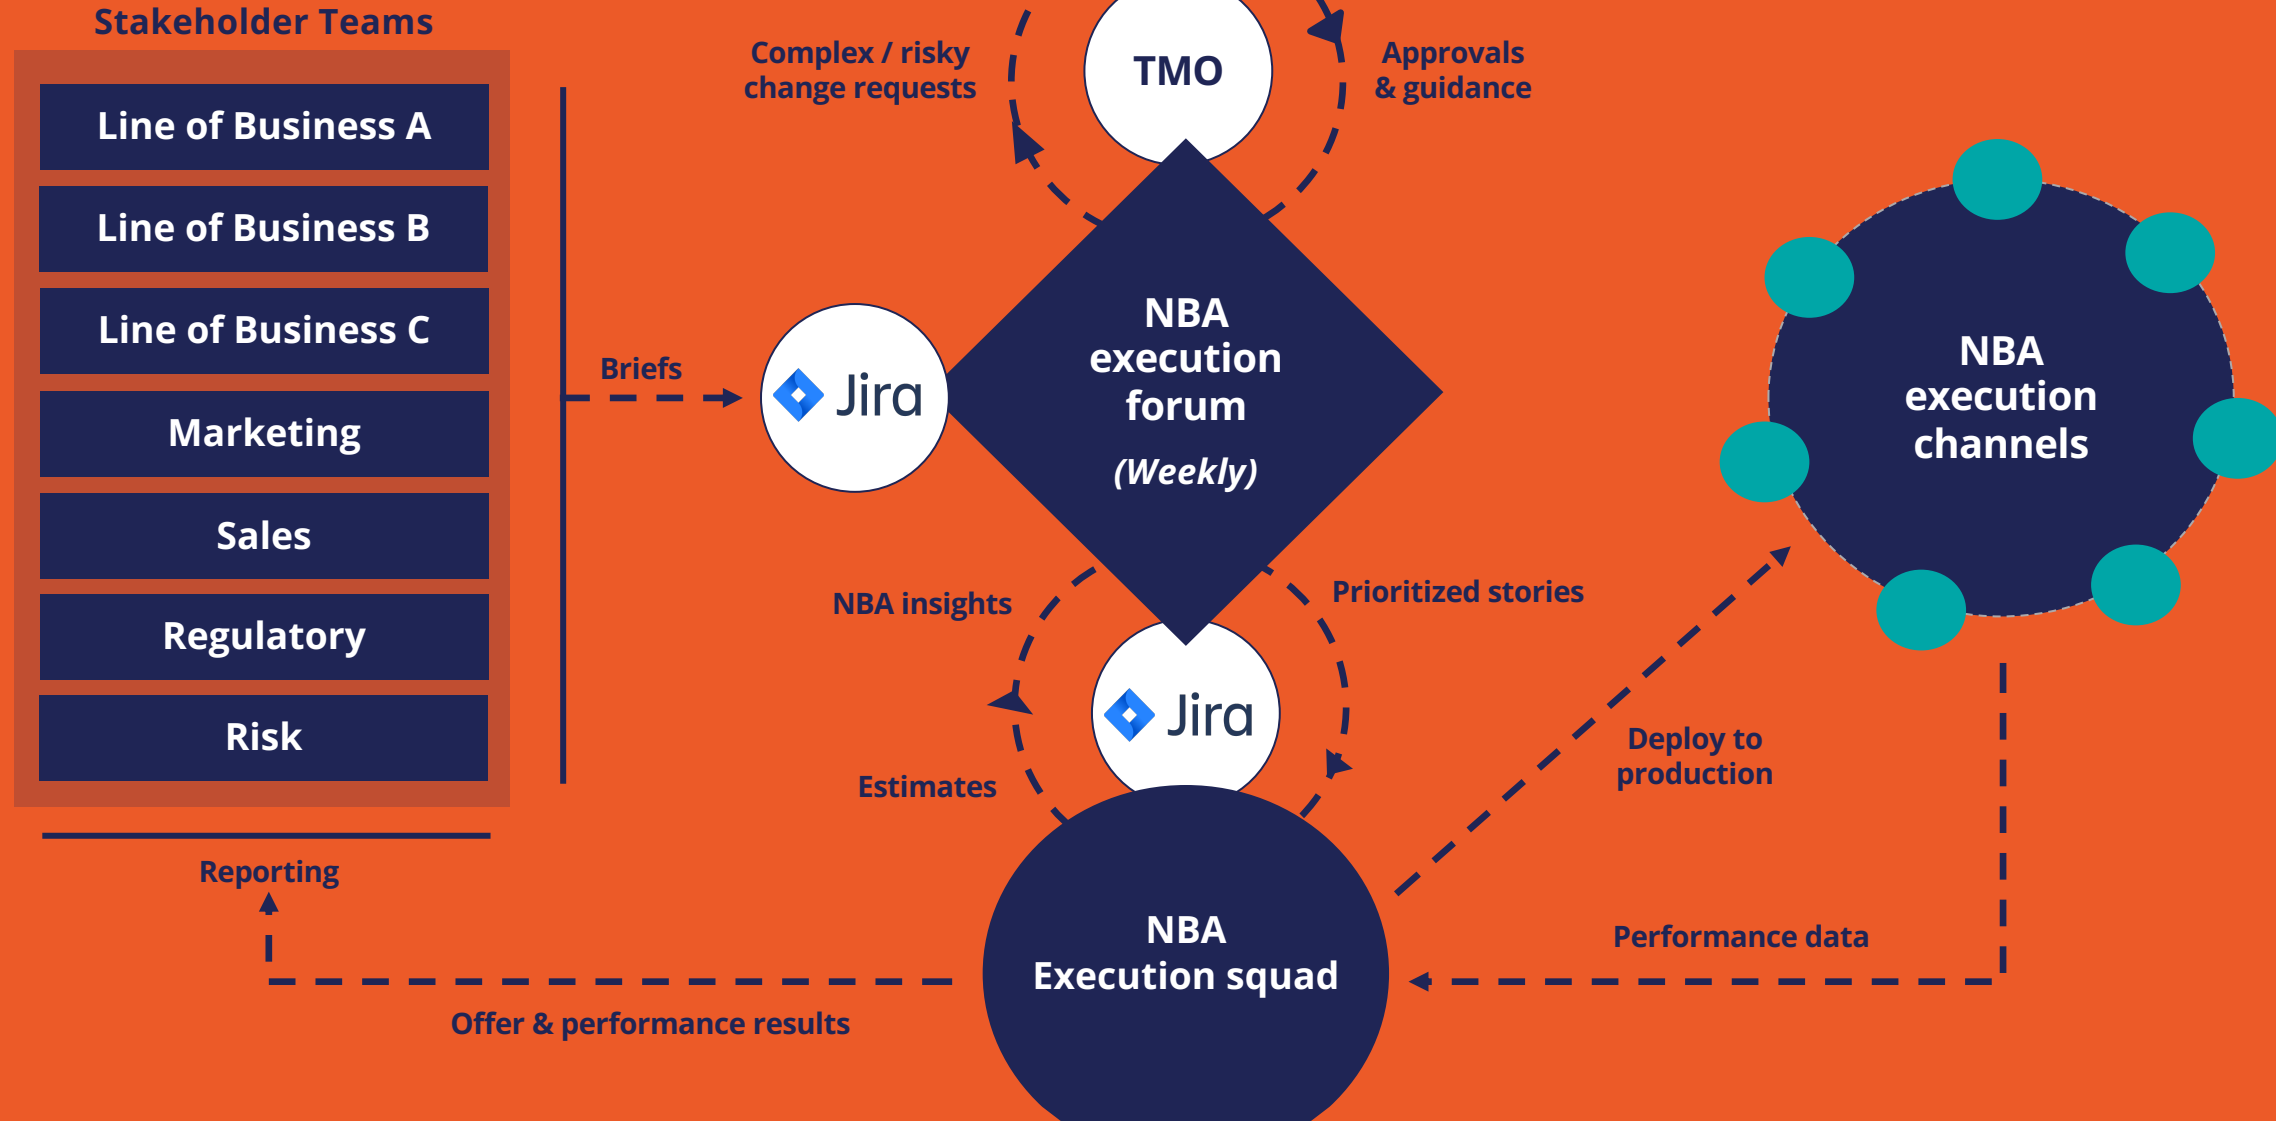 Stakeholder Teams
Line of Business A
Line of Business B
Line of Business C
Marketing
Sales
Regulatory
Risk
Reporting
Offer & performance results
Briefs
Jira
Complex / risky
change requests
TMO
Approvals
& guidance
NBA
execution
forum
(Weekly)
NBA insights
Prioritized stories
Jira
Estimates
NBA
Execution squad
Deploy to
production
Performance data
NBA
execution
channels